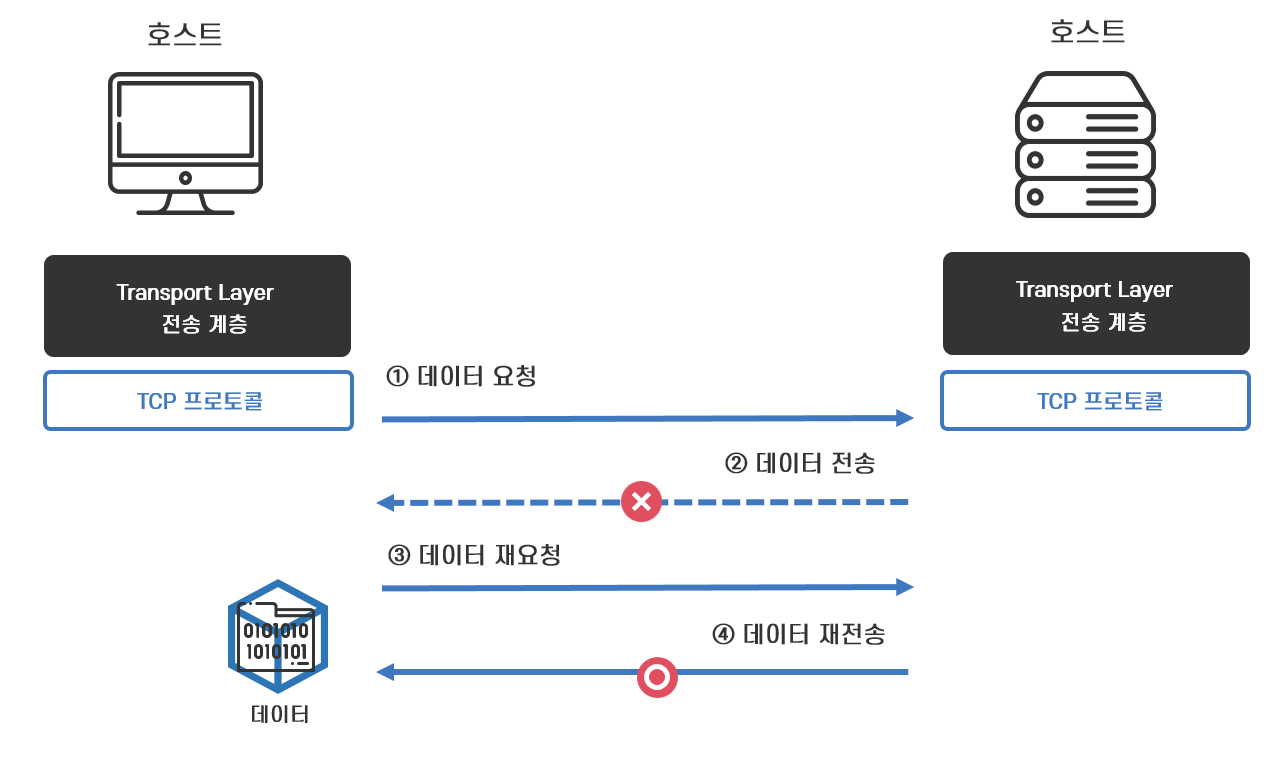 호스트
호스트
Transport Layer
전송 계층
Transport Layer
전송 계층
TCP 프로토콜
TCP 프로토콜
① 데이터 요청
② 데이터 전송
③ 데이터 재요청
④ 데이터 재전송
0101010
1010101
데이터